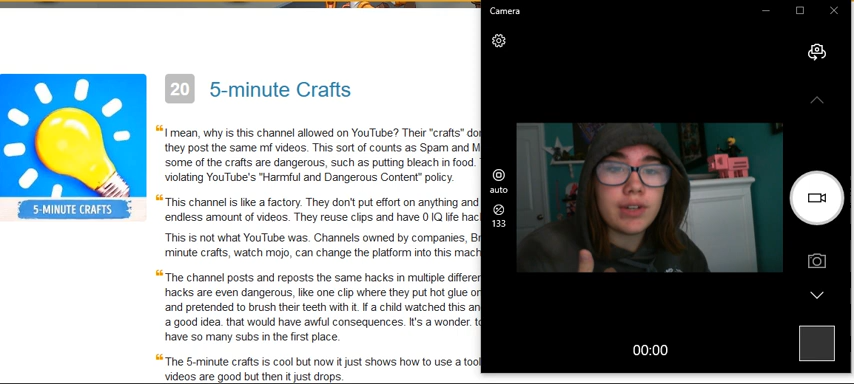 Camera
20 5-minute Crafts
5-MINUTE CRAFTS
I mean, why is this channel allowed on YouTube? Their "crafts"
they post the same mf videos. This sort of counts as Spam and
some of the crafts are dangerous, such as putting bleach in food.
violating YouTube's "Harmful and Dangerous Content" policy.
This channel is like a factory. They don't put effort on anything and
endless amount of videos. They reuse clips and have 0 IQ life
This is not what YouTube was. Channels owned by companies,
minute crafts, watch mojo, can change the platform into this
The channel posts and reposts the same hacks in multiple
hacks are even dangerous, like one clip where they put hot glue
and pretended to brush their teeth with it. If a child watched this
a good idea. that would have awful consequences. It's a wonder.
have so many subs in the first place.
The 5-minute crafts is cool but now it just shows how to use a
videos are good but then it just drops.
auto
133
00:00